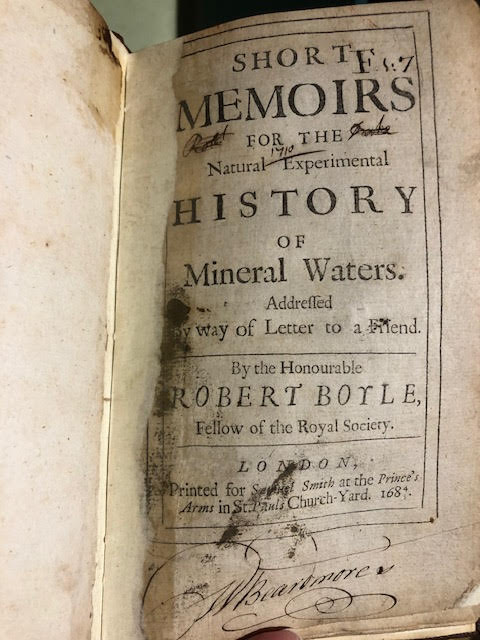 SHORT
MEMOIRS
FOR THE
1710
Natural Experimental
HISTORY
OF
Mineral Waters.
Addreſſed
by way of Letter to a Friend.
By the Honourable
ROBERT BOYLE,
Fellow of the Royal Society.
LONDON,
Printed for Samuel Smith at the Prince's
Arms in St. Pauls Church-Yard.
Beardmore